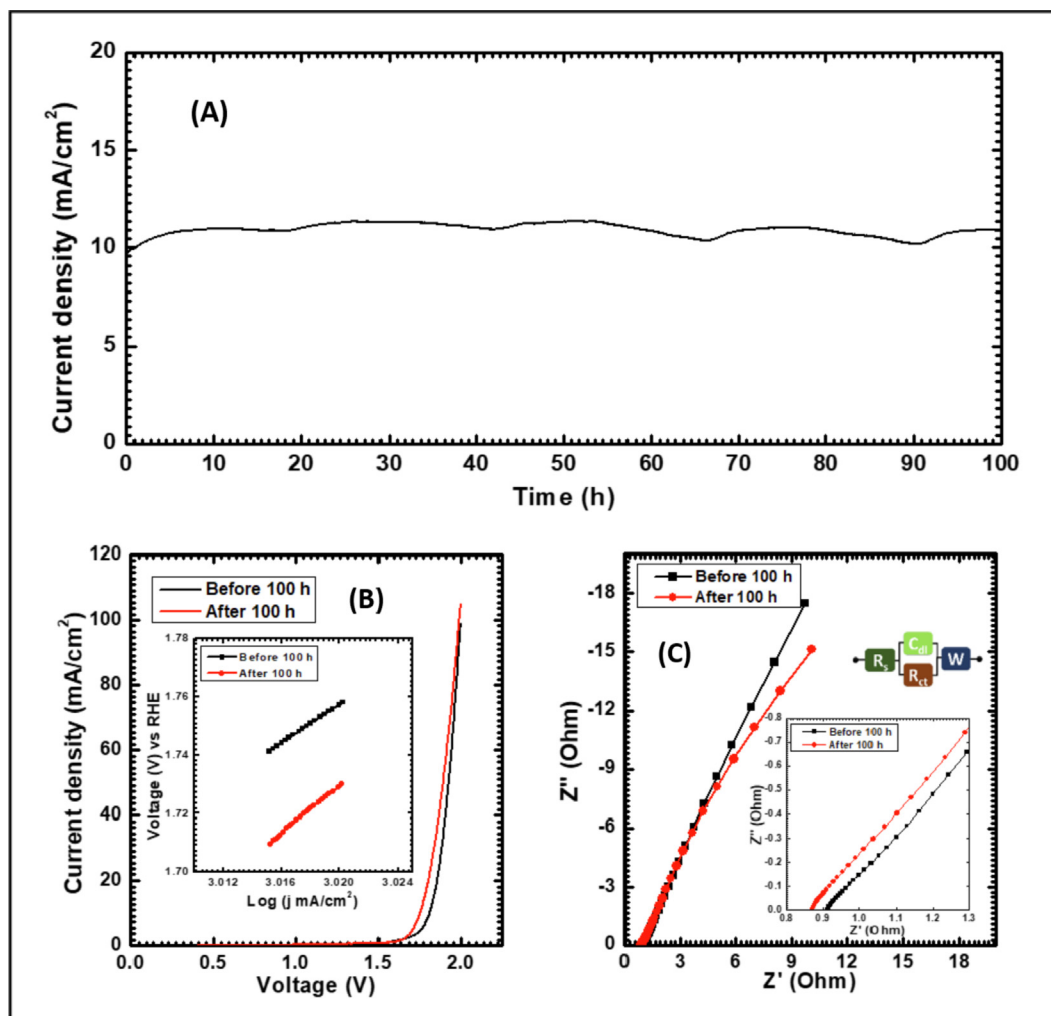 (A)
Current density (mA/cm²)
20
15
10
5
0
0 10 20 30 40 50 60 70 80 90 100
Time (h)
(B)
Before 100 h
After 100 h
Current density (mA/cm²)
120
100
80
60
40
20
0
0.0 0.5 1.0 1.5 2.0
Voltage (V)
Before 100 h
After 100 h
Voltage (V) vs RHE
1.78
1.76
1.74
1.72
1.70
3.012 3.016 3.020 3.024
Log (j mA/cm²)
(C)
Before 100 h
After 100 h
Z'' (Ohm)
-18
-15
-12
-9
-6
-3
0
0 3 6 9 12 15 18
Z' (Ohm)
Rs
Cdl
Rct
W
Before 100 h
After 100 h
Z'' (Ohm)
-0.8
-0.7
-0.6
-0.5
-0.4
-0.3
-0.2
-0.1
0.0
0.8 0.9 1.0 1.1 1.2 1.3
Z' (Ohm)